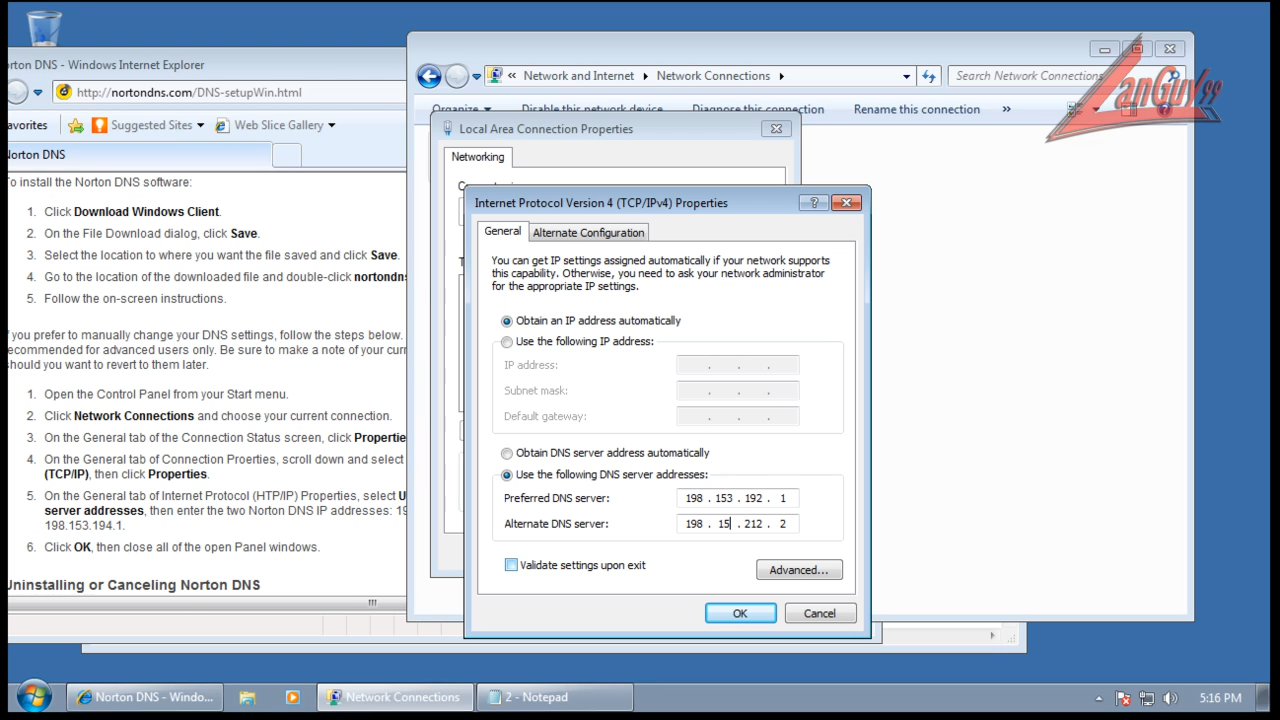 Norton DNS - Windows Internet Explorer
http://nortondns.com/DNS-setupWin.html
Suggested Sites
Web Slice Gallery
Norton DNS
To install the Norton DNS software:
1. Click Download Windows Client.
2. On the File Download dialog, click Save.
3. Select the location to where you want the file saved and click Save.
4. Go to the location of the downloaded file and double-click
5. Follow the on-screen instructions.
you prefer to manually change your DNS settings, follow the steps below.
for advanced users only. Be sure to make a note of your
should you want to revert to them later.
1. Open the Control Panel from your Start menu.
2. Click Network Connections and choose your current connection.
3. On the General tab of the Connection Status screen, click
4. On the General tab of Connection Proerties, scroll down and select
(TCP/IP), then click Properties.
5. On the General tab of Internet Protocol (HTP/IP) Properties, select
server addresses, then enter the two Norton DNS IP addresses:
198.153.194.1.
6. Click OK, then close all of the open Panel windows.
Uninstalling or Canceling Norton DNS
« Network and Internet Network Connections
Search Network Connections
Organize Disable this network device Diagnose this connection Rename this connection »
LanGuy99
Local Area Connection Properties
Networking
Internet Protocol Version 4 (TCP/IPv4) Properties
General
Alternate Configuration
You can get IP settings assigned automatically if your network supports
this capability. Otherwise, you need to ask your network administrator
for the appropriate IP settings.
Obtain an IP address automatically
Use the following IP address:
IP address: . . .
Subnet mask: . . .
Default gateway: . . .
Obtain DNS server address automatically
Use the following DNS server addresses:
Preferred DNS server: 198 . 153 . 192 . 1
Alternate DNS server: 198 . 15 . 212 . 2
Validate settings upon exit
Advanced...
OK
Cancel
Norton DNS - Windo...
Network Connections
2 - Notepad
5:16 PM